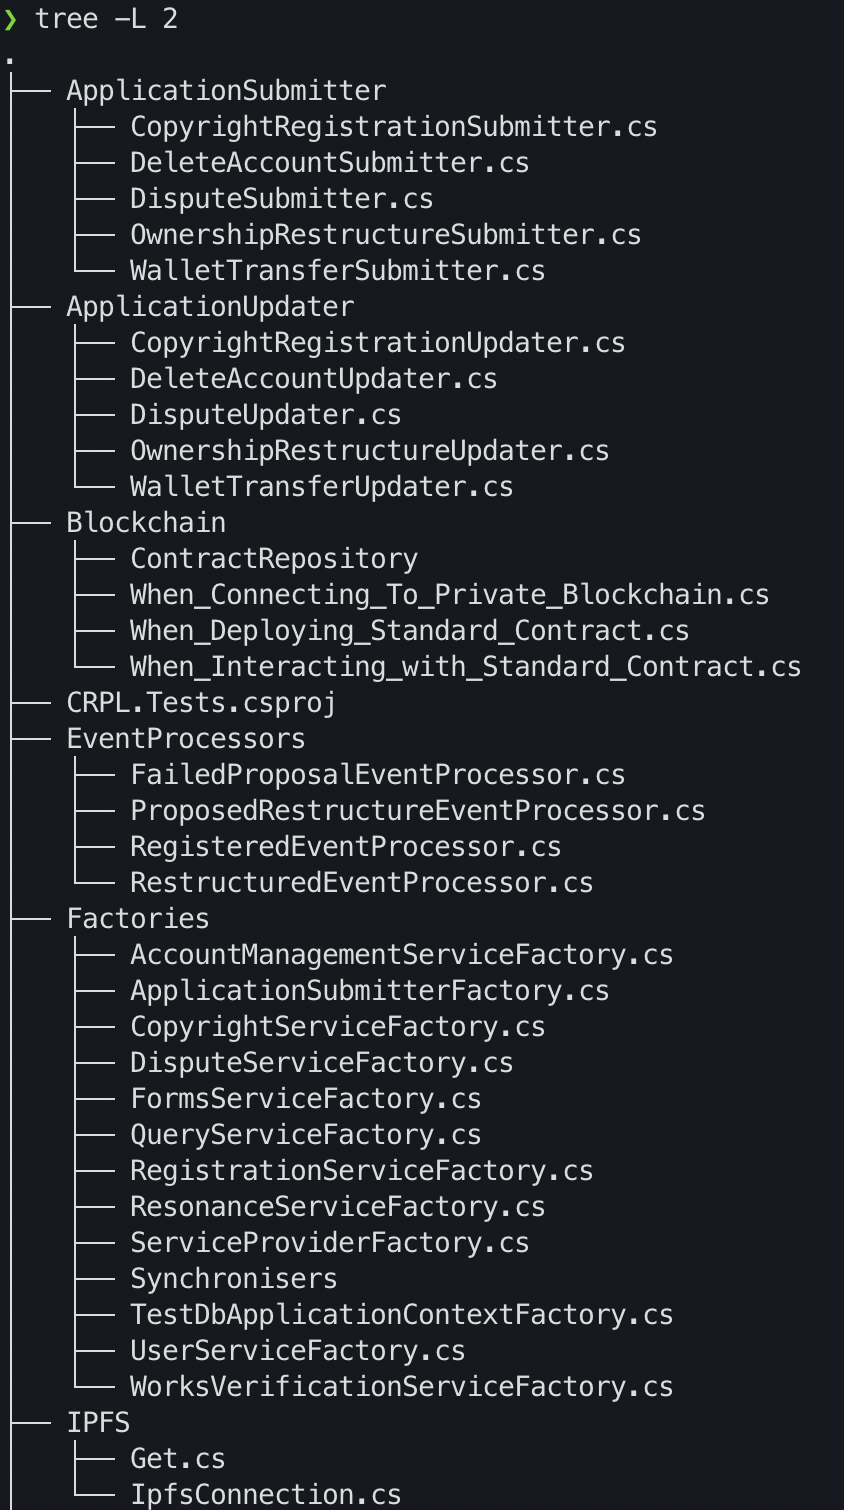 ❯ tree -L 2
.
├── ApplicationSubmitter
│   ├── CopyrightRegistrationSubmitter.cs
│   ├── DeleteAccountSubmitter.cs
│   ├── DisputeSubmitter.cs
│   ├── OwnershipRestructureSubmitter.cs
│   └── WalletTransferSubmitter.cs
├── ApplicationUpdater
│   ├── CopyrightRegistrationUpdater.cs
│   ├── DeleteAccountUpdater.cs
│   ├── DisputeUpdater.cs
│   ├── OwnershipRestructureUpdater.cs
│   └── WalletTransferUpdater.cs
├── Blockchain
│   ├── ContractRepository
│   ├── When_Connecting_To_Private_Blockchain.cs
│   ├── When_Deploying_Standard_Contract.cs
│   └── When_Interacting_with_Standard_Contract.cs
├── CRPL.Tests.csproj
├── EventProcessors
│   ├── FailedProposalEventProcessor.cs
│   ├── ProposedRestructureEventProcessor.cs
│   ├── RegisteredEventProcessor.cs
│   └── RestructuredEventProcessor.cs
├── Factories
│   ├── AccountManagementServiceFactory.cs
│   ├── ApplicationSubmitterFactory.cs
│   ├── CopyrightServiceFactory.cs
│   ├── DisputeServiceFactory.cs
│   ├── FormsServiceFactory.cs
│   ├── QueryServiceFactory.cs
│   ├── RegistrationServiceFactory.cs
│   ├── ResonanceServiceFactory.cs
│   ├── ServiceProviderFactory.cs
│   ├── Synchronisers
│   ├── TestDbApplicationContextFactory.cs
│   ├── UserServiceFactory.cs
│   └── WorksVerificationServiceFactory.cs
├── IPFS
│   ├── Get.cs
│   └── IpfsConnection.cs